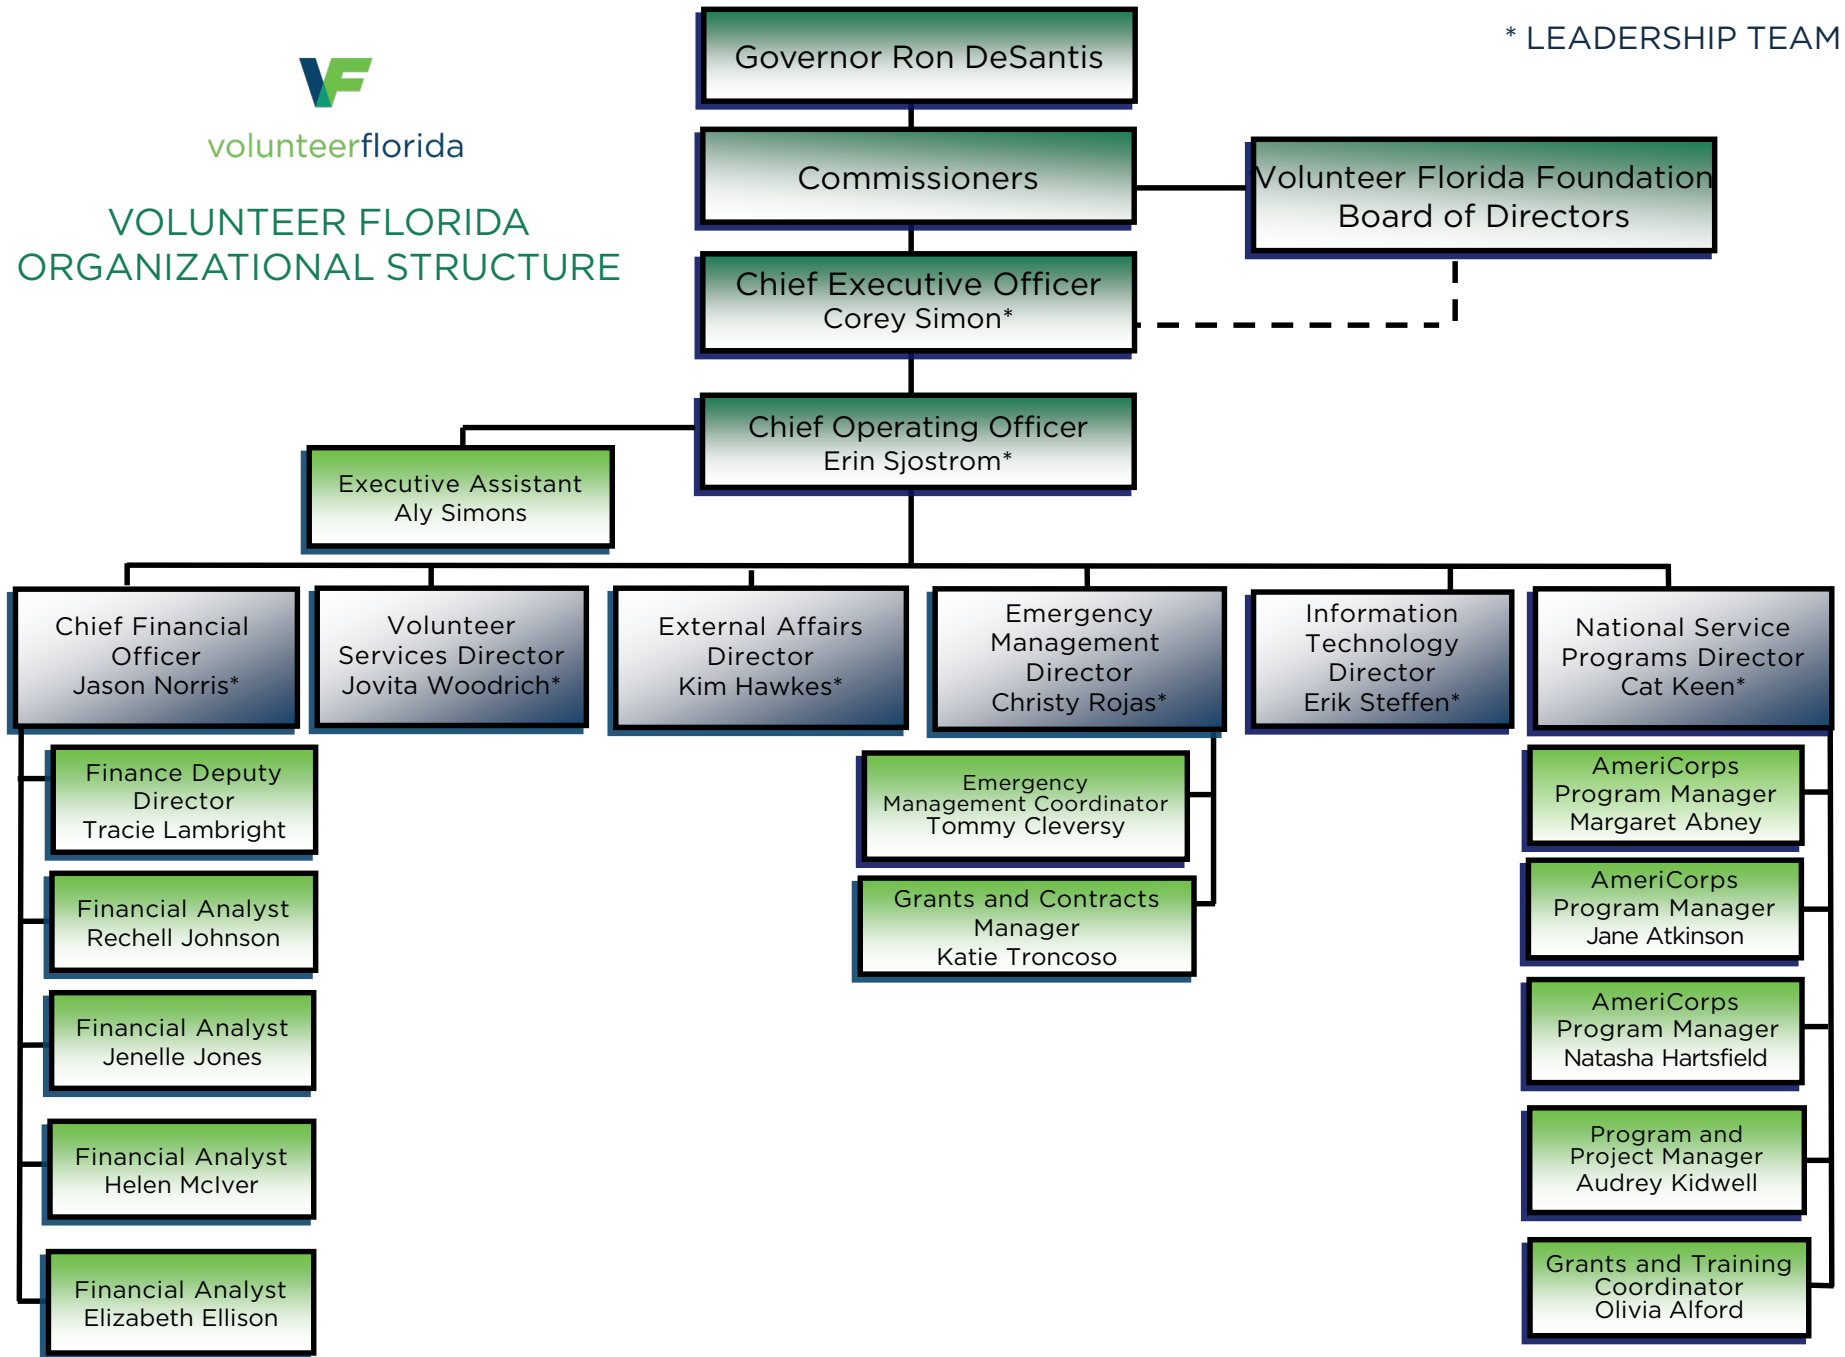 * LEADERSHIP TEAM
volunteerflorida
VOLUNTEER FLORIDA
ORGANIZATIONAL STRUCTURE
Governor Ron DeSantis
Commissioners
Volunteer Florida Foundation
Board of Directors
Chief Executive Officer
Corey Simon*
Chief Operating Officer
Erin Sjostrom*
Executive Assistant
Aly Simons
Chief Financial
Officer
Jason Norris*
Volunteer
Services Director
Jovita Woodrich*
External Affairs
Director
Kim Hawkes*
Emergency
Management
Director
Christy Rojas*
Information
Technology
Director
Erik Steffen*
National Service
Programs Director
Cat Keen*
Finance Deputy
Director
Tracie Lambright
Financial Analyst
Rechell Johnson
Financial Analyst
Jenelle Jones
Financial Analyst
Helen McIver
Financial Analyst
Elizabeth Ellison
Emergency
Management Coordinator
Tommy Cleversy
Grants and Contracts
Manager
Katie Troncoso
AmeriCorps
Program Manager
Margaret Abney
AmeriCorps
Program Manager
Jane Atkinson
AmeriCorps
Program Manager
Natasha Hartsfield
Program and
Project Manager
Audrey Kidwell
Grants and Training
Coordinator
Olivia Alford